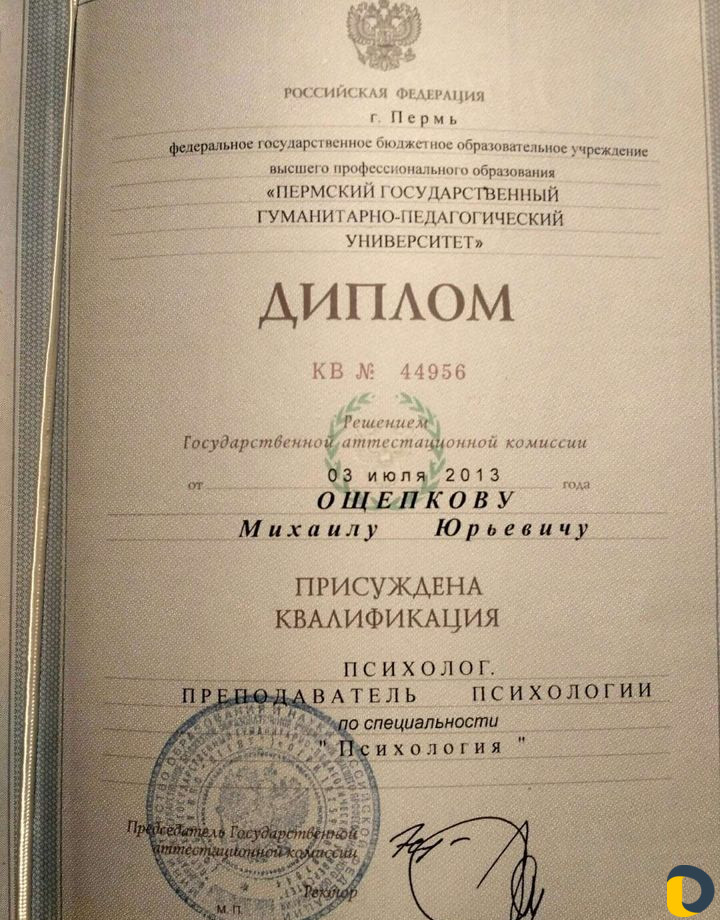 РОССИЙСКАЯ ФЕДЕРАЦИЯ
г. Пермь
федеральное государственное бюджетное образовательное учреждение
высшего профессионального образования
«ПЕРМСКИЙ ГОСУДАРСТВЕННЫЙ
ГУМАНИТАРНО-ПЕДАГОГИЧЕСКИЙ
УНИВЕРСИТЕТ»
ДИПЛОМ
КВ № 44956
Решением
Государственной аттестационной комиссии
от 03 июля 2013 года
ОЩЕПКОВУ
Михаилу Юрьевичу
ПРИСУЖДЕНА
КВАЛИФИКАЦИЯ
ПСИХОЛОГ.
ПРЕПОДАВАТЕЛЬ ПСИХОЛОГИИ
по специальности
" Психология "
Председатель Государственной
аттестационной комиссии
Ректор
М. П.